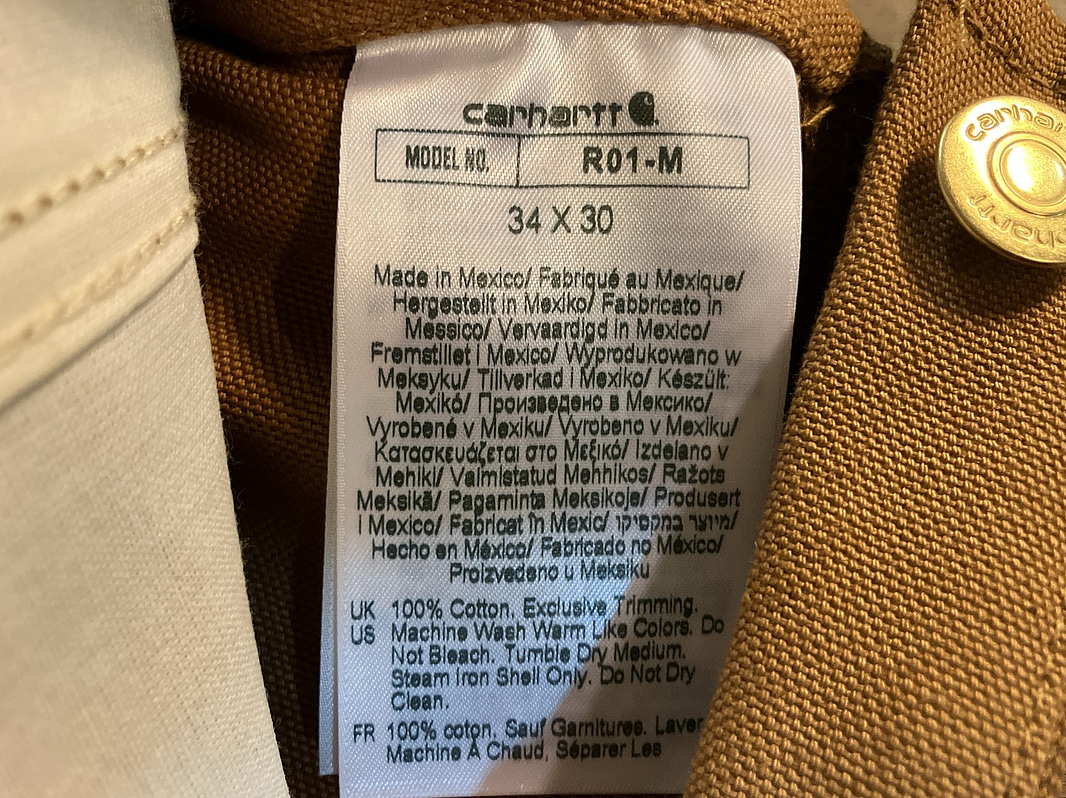 carhartt
MODEL NO. R01-M
34 X 30
Made in Mexico/ Fabriqué au Mexique/
Hergestellt in Mexiko/ Fabbricato in
Messico/ Vervaardigd in Mexico/
Fremstillet i Mexico/ Wyprodukowano w
Meksyku/ Tillverkad i Mexiko/ Készült:
Mexikó/ Произведено в Мексико/
Vyrobené v Mexiku/ Vyrobeno v Mexiku/
Κατασκευάζεται στο Μεξικό/ Izdelano v
Mehiki/ Valmistatud Mehhikos/ Ražots
Meksikā/ Pagaminta Meksikoje/ Produsert
i Mexico/ Fabricat în Mexic/ מיוצר במקסיקו/
Hecho en México/ Fabricado no México/
Proizvedeno u Meksiku
UK 100% Cotton. Exclusive Trimming.
US Machine Wash Warm Like Colors. Do
Not Bleach. Tumble Dry Medium.
Steam Iron Shell Only. Do Not Dry
Clean.
FR 100% coton. Sauf Garnitures. Laver
Machine A Chaud, Séparer Les
carhar
hartt